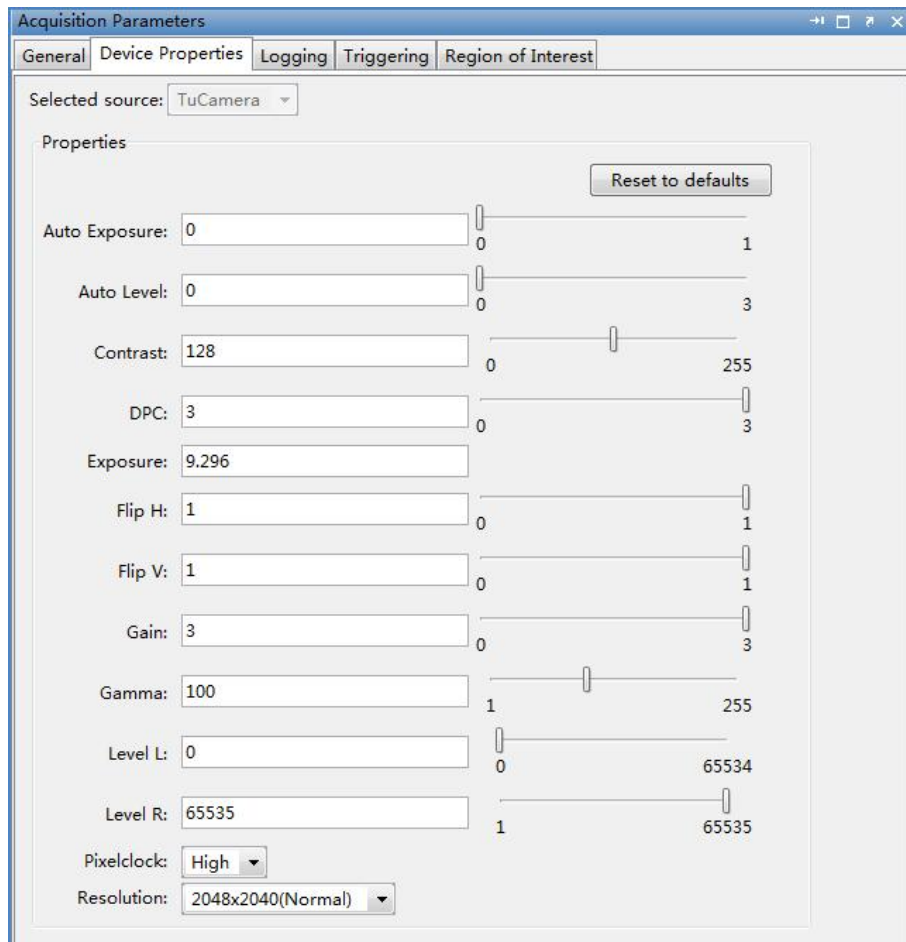 Acquisition Parameters
General Device Properties Logging Triggering Region of Interest
Selected source: TuCamera
Properties
Reset to defaults
Auto Exposure: 0
0 1
Auto Level: 0
0 3
Contrast: 128
0 255
DPC: 3
0 3
Exposure: 9.296
Flip H: 1
0 1
Flip V: 1
0 1
Gain: 3
0 3
Gamma: 100
1 255
Level L: 0
0 65534
Level R: 65535
1 65535
Pixelclock: High
Resolution: 2048x2040(Normal)